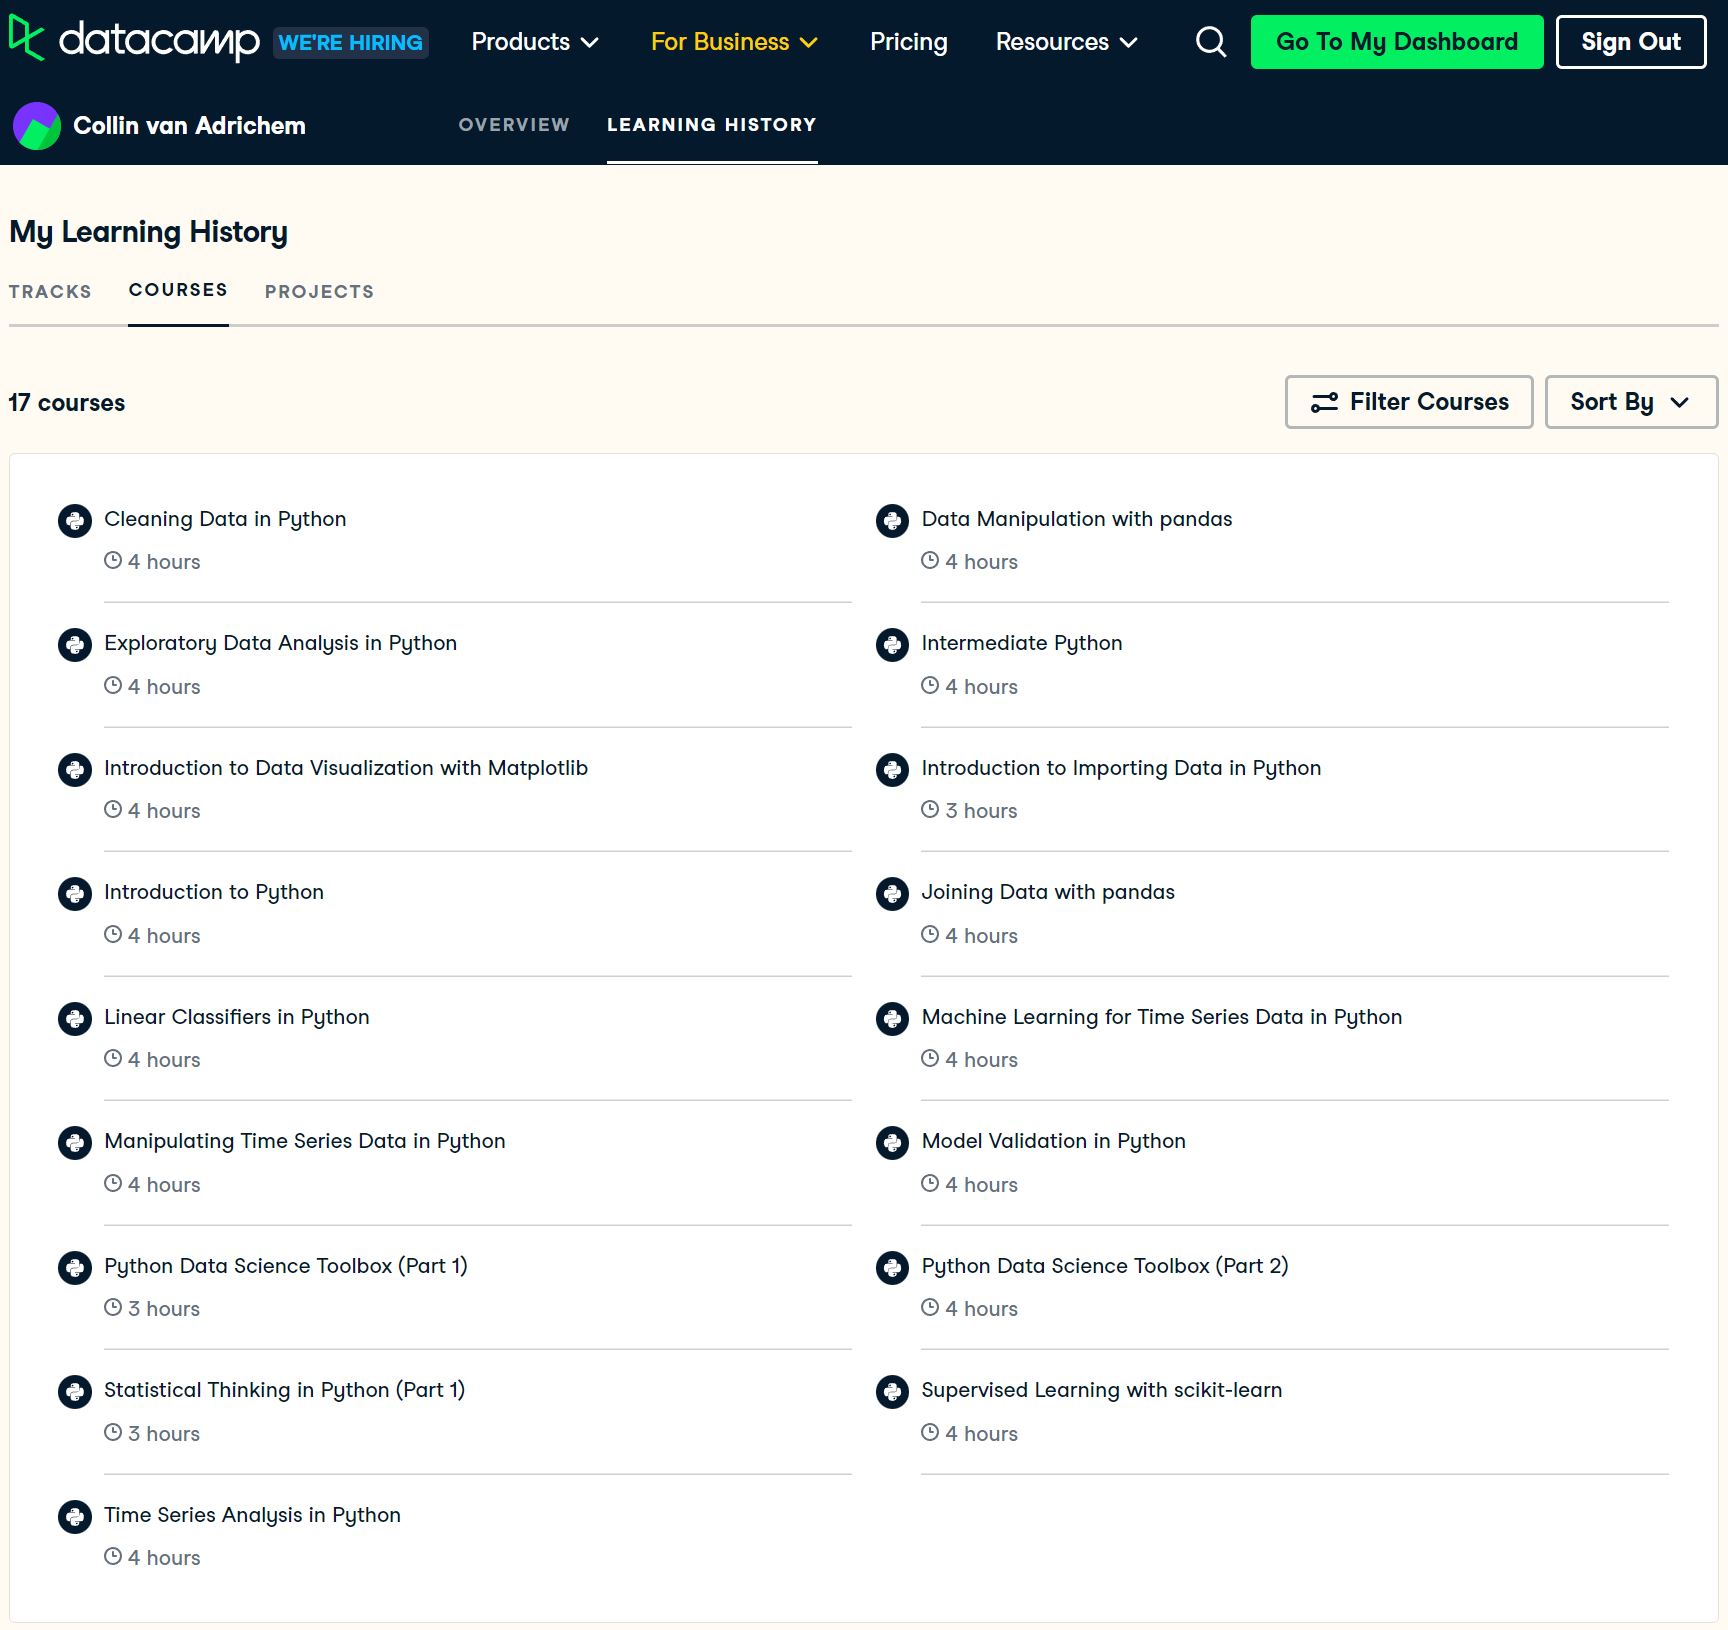 datacamp WE'RE HIRING Products For Business Pricing Resources Go To My Dashboard Sign Out
Collin van Adrichem OVERVIEW LEARNING HISTORY
My Learning History
TRACKS COURSES PROJECTS
17 courses Filter Courses Sort By
Cleaning Data in Python
4 hours
Data Manipulation with pandas
4 hours
Exploratory Data Analysis in Python
4 hours
Intermediate Python
4 hours
Introduction to Data Visualization with Matplotlib
4 hours
Introduction to Importing Data in Python
3 hours
Introduction to Python
4 hours
Joining Data with pandas
4 hours
Linear Classifiers in Python
4 hours
Machine Learning for Time Series Data in Python
4 hours
Manipulating Time Series Data in Python
4 hours
Model Validation in Python
4 hours
Python Data Science Toolbox (Part 1)
3 hours
Python Data Science Toolbox (Part 2)
4 hours
Statistical Thinking in Python (Part 1)
3 hours
Supervised Learning with scikit-learn
4 hours
Time Series Analysis in Python
4 hours